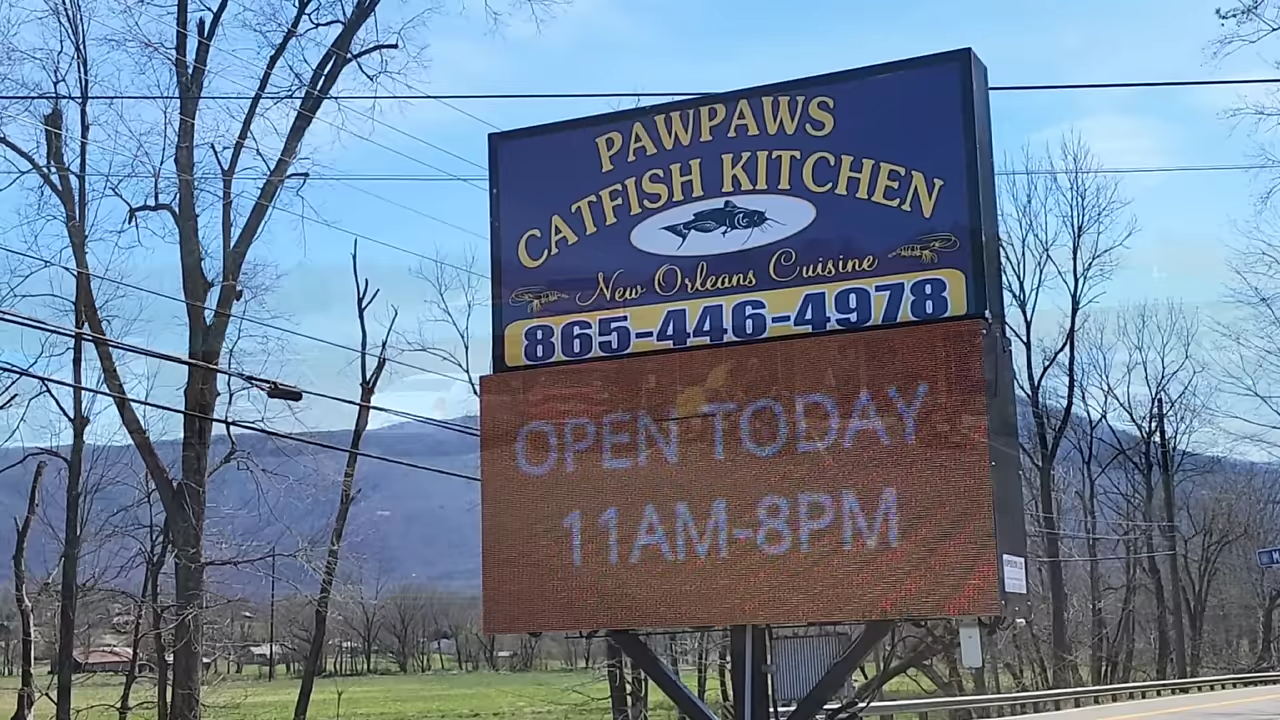 PAWPAWS
CATFISH KITCHEN
New Orleans Cuisine
865-446-4978
OPEN TODAY
11AM-8PM